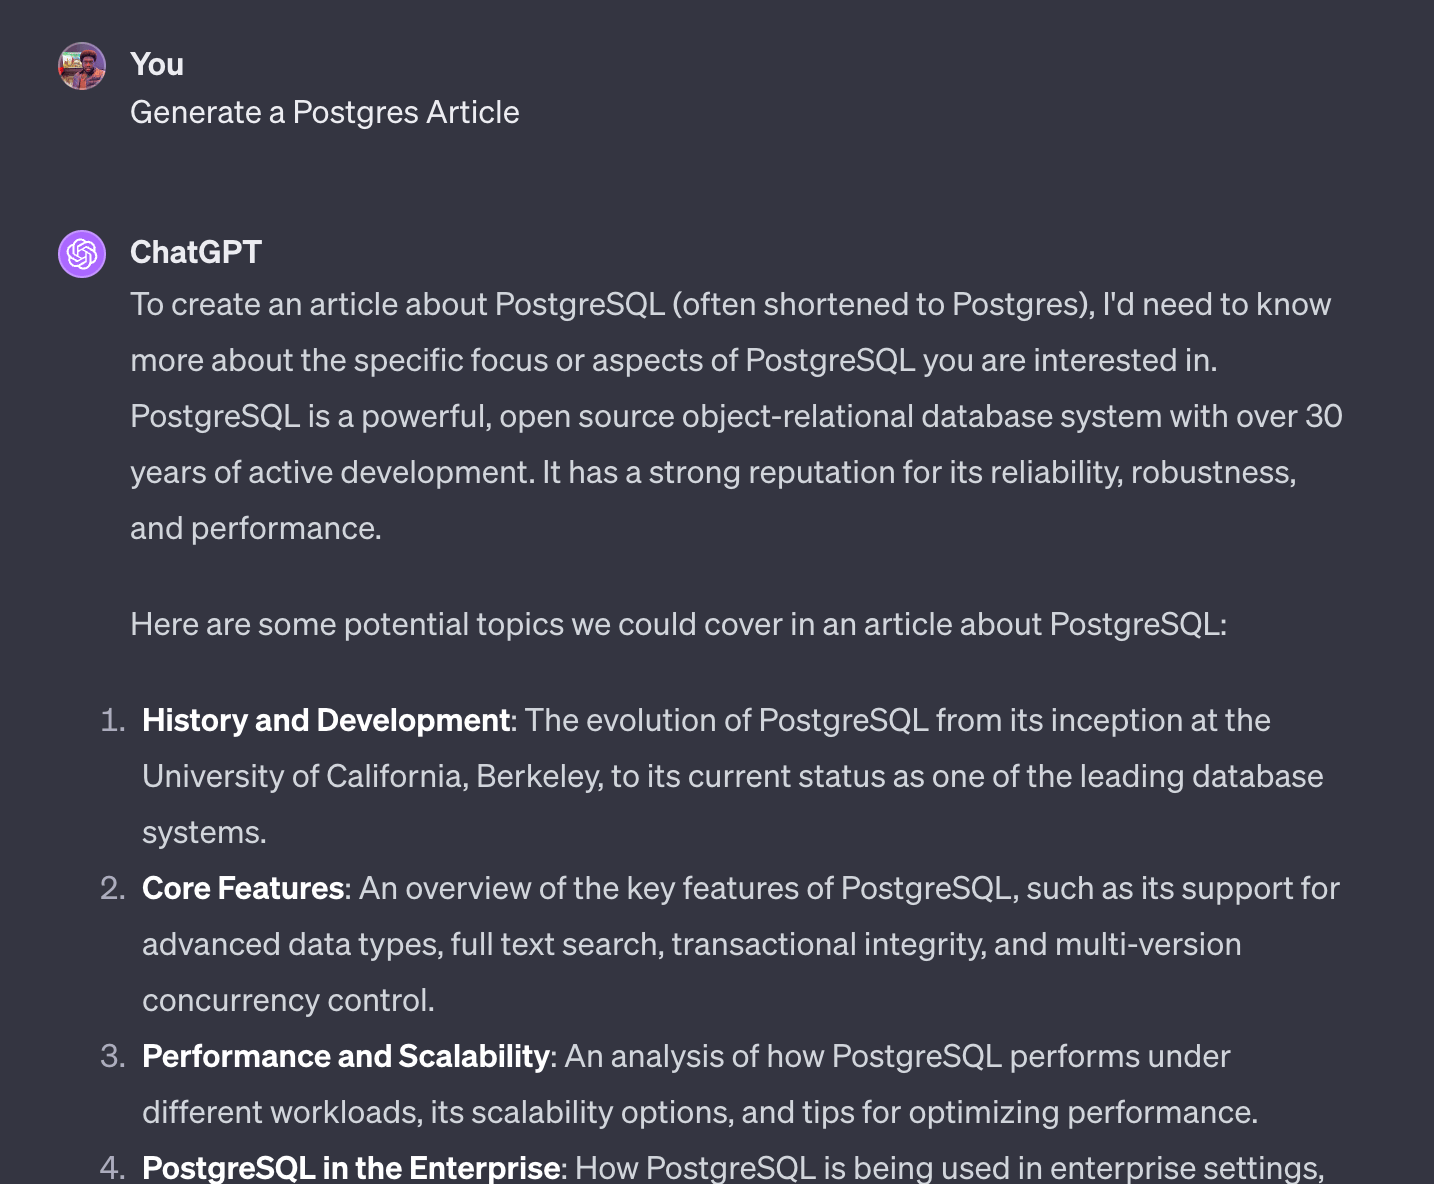 You
Generate a Postgres Article
ChatGPT
To create an article about PostgreSQL (often shortened to Postgres), I'd need to know
more about the specific focus or aspects of PostgreSQL you are interested in.
PostgreSQL is a powerful, open source object-relational database system with over 30
years of active development. It has a strong reputation for its reliability, robustness,
and performance.
Here are some potential topics we could cover in an article about PostgreSQL:
1. History and Development: The evolution of PostgreSQL from its inception at the
University of California, Berkeley, to its current status as one of the leading database
systems.
2. Core Features: An overview of the key features of PostgreSQL, such as its support for
advanced data types, full text search, transactional integrity, and multi-version
concurrency control.
3. Performance and Scalability: An analysis of how PostgreSQL performs under
different workloads, its scalability options, and tips for optimizing performance.
4. PostgreSQL in the Enterprise: How PostgreSQL is being used in enterprise settings,